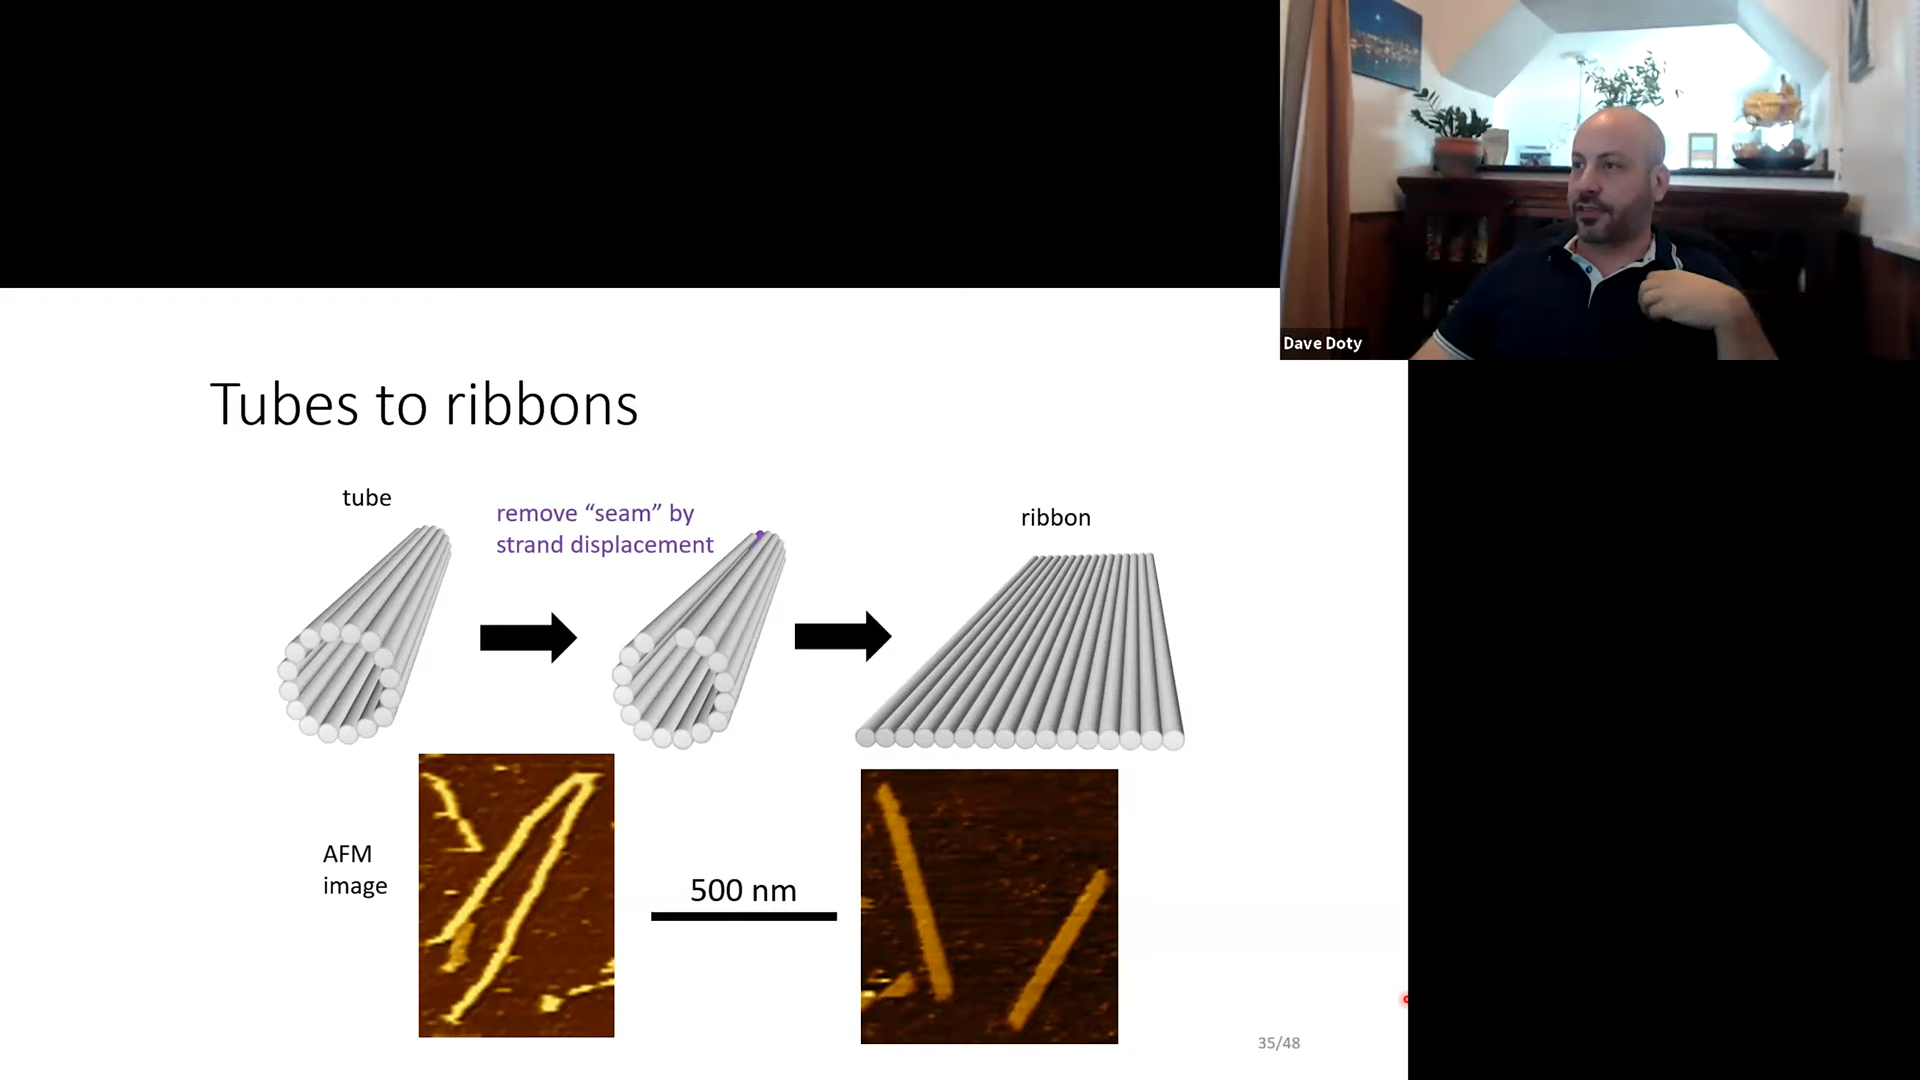 Dave Doty
Tubes to ribbons
tube
remove “seam” by
strand displacement
ribbon
AFM
image
500 nm
35/48